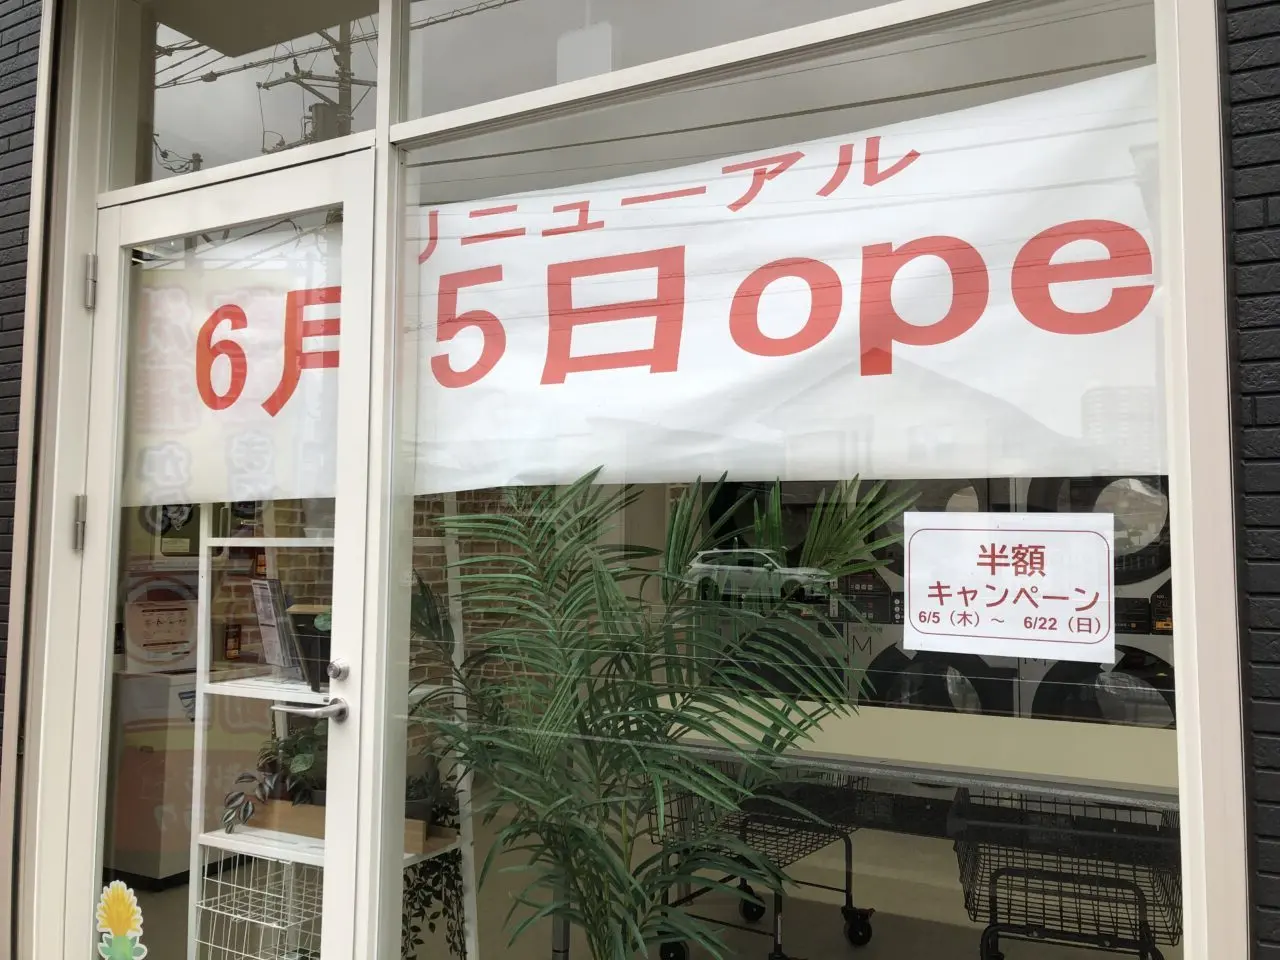 リニューアル
6月5日ope
半額
キャンペーン
6/5（木）～ 6/22（日）
M
M